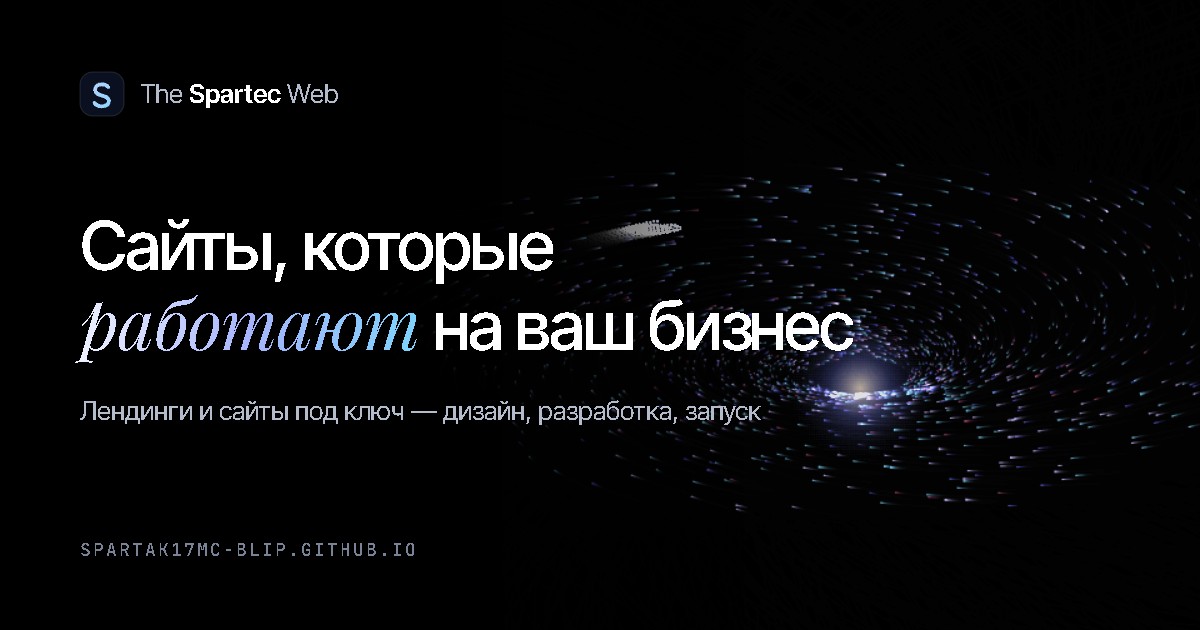 S The Spartec Web
Сайты, которые
работают на ваш бизнес
Лендинги и сайты под ключ — дизайн, разработка, запуск
SPARTAK17MC-BLIP.GITHUB.IO